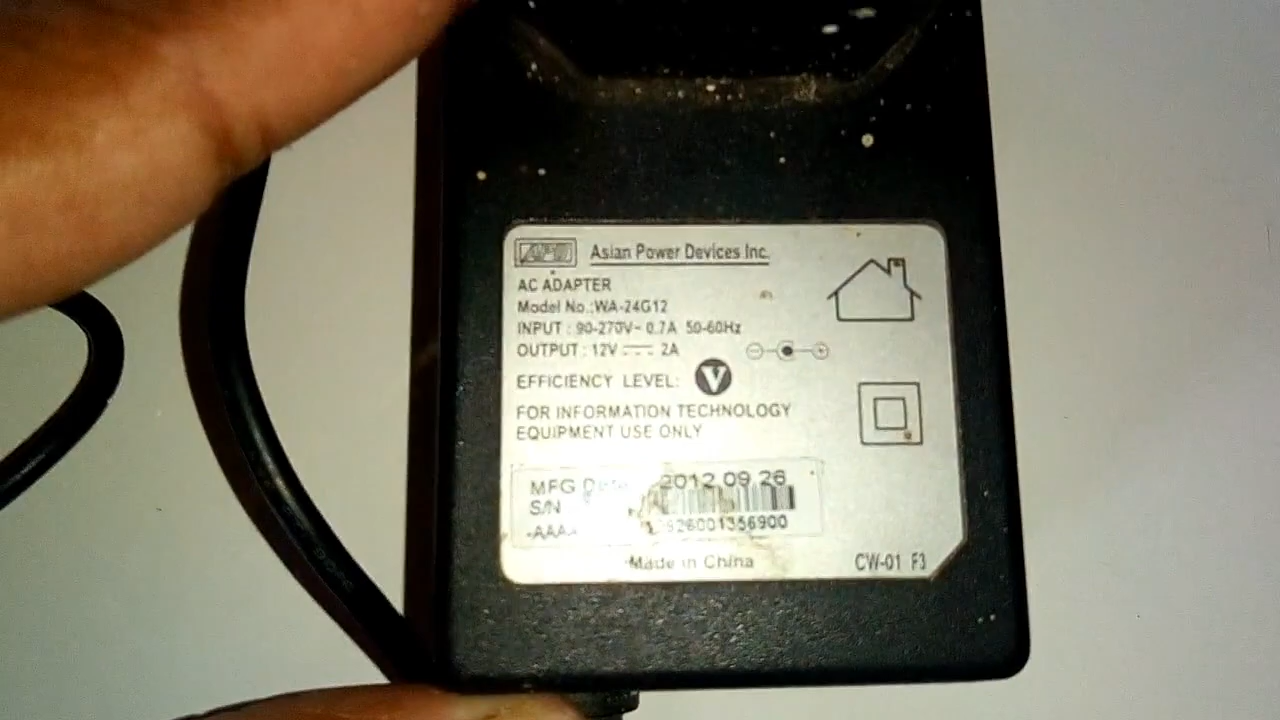 APD Asian Power Devices Inc.
AC ADAPTER
Model No.:WA-24G12
INPUT : 90-270V~ 0.7A 50-60Hz
OUTPUT : 12V 2A
EFFICIENCY LEVEL: V
FOR INFORMATION TECHNOLOGY
EQUIPMENT USE ONLY
MFG Date 2012 09 26
S/N
Made in China
CW-01 F3